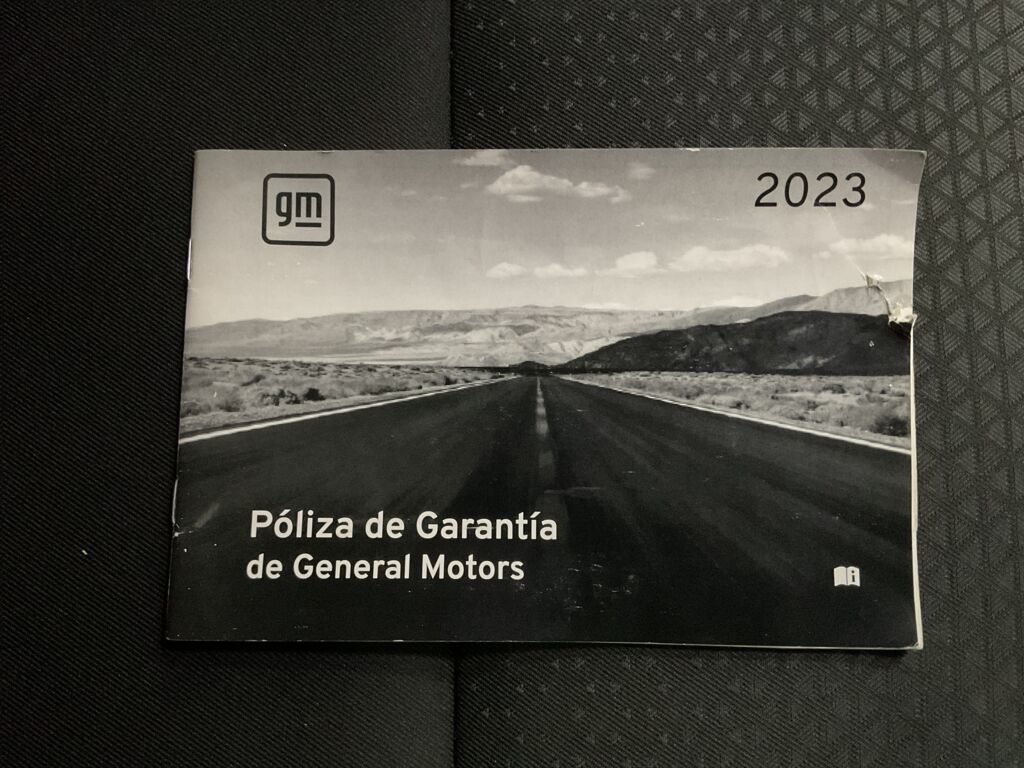 gm
2023
Póliza de Garantía
de General Motors